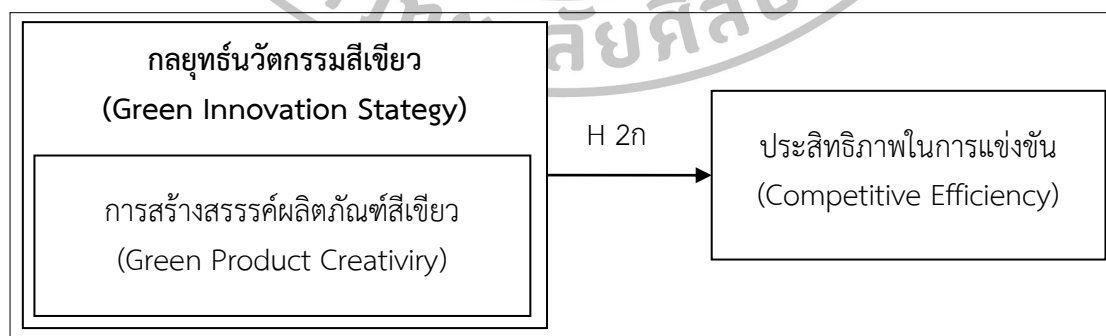 กลยุทธ์นวัตกรรมสีเขียว
(Green Innovation Stategy)
การสร้างสรรรค์ผลิตภัณฑ์สีเขียว
(Green Product Creativiry)
H 2ก
ประสิทธิภาพในการแข่งขัน
(Competitive Efficiency)